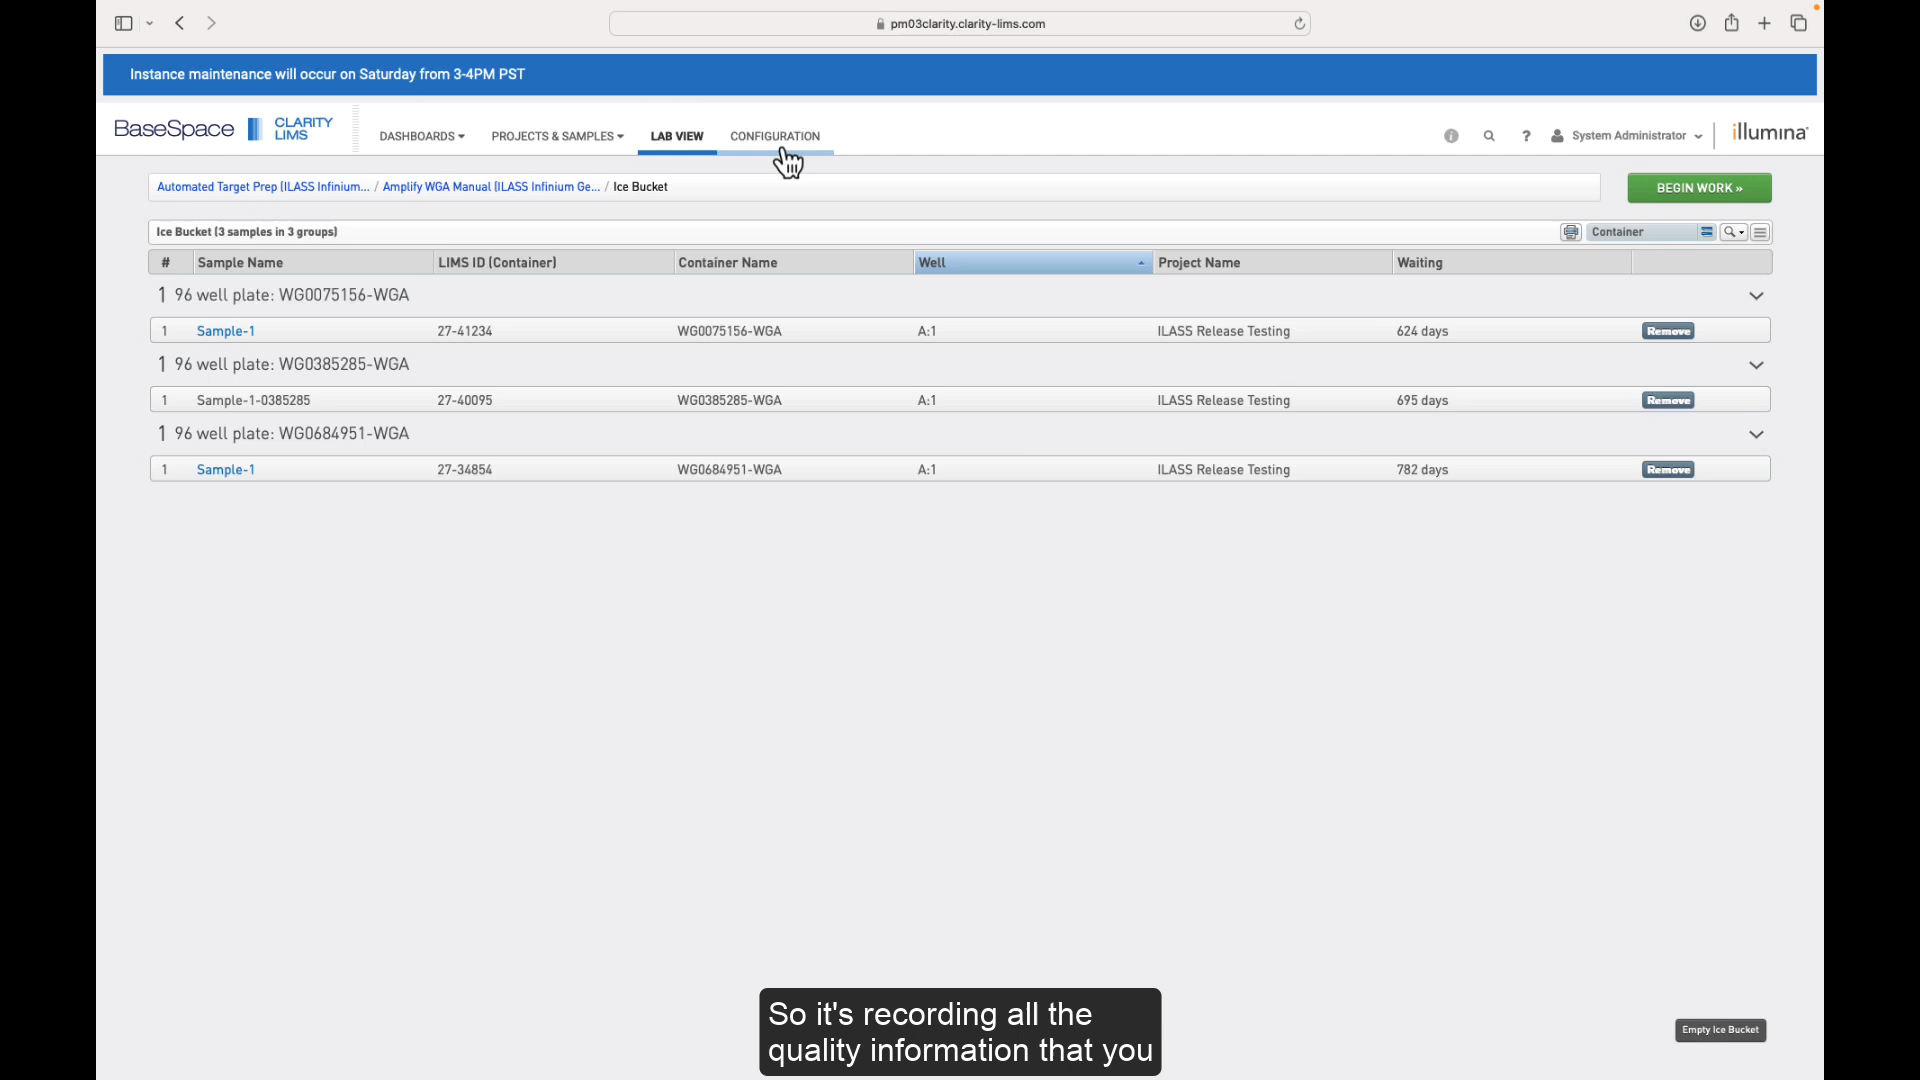 pm03clarity.clarity-lims.com
Instance maintenance will occur on Saturday from 3-4PM PST
BaseSpace CLARITY LIMS DASHBOARDS PROJECTS & SAMPLES LAB VIEW CONFIGURATION ? System Administrator illumina
Automated Target Prep (ILASS Infinium... / Amplify WGA Manual (ILASS Infinium Ge... / Ice Bucket BEGIN WORK »
Ice Bucket (3 samples in 3 groups) Container
# Sample Name LIMS ID (Container) Container Name Well Project Name Waiting
1 96 well plate: WG0075156-WGA
1 Sample-1 27-41234 WG0075156-WGA A:1 ILASS Release Testing 624 days Remove
1 96 well plate: WG0385285-WGA
1 Sample-1-0385285 27-40095 WG0385285-WGA A:1 ILASS Release Testing 695 days Remove
1 96 well plate: WG0684951-WGA
1 Sample-1 27-34854 WG0684951-WGA A:1 ILASS Release Testing 782 days Remove
So it's recording all the
quality information that you
Empty Ice Bucket